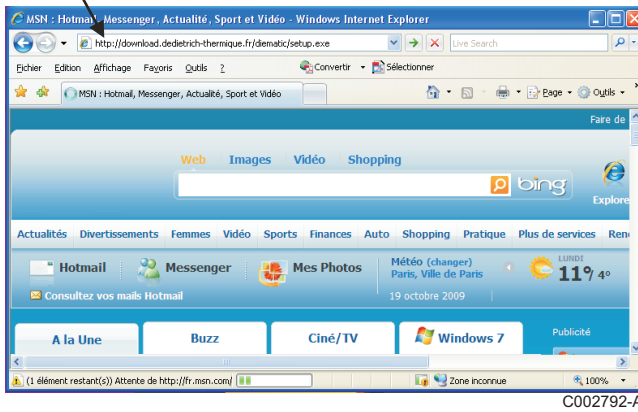 MSN : Hotmail, Messenger, Actualité, Sport et Vidéo - Windows Internet Explorer
http://download.dedietrich-thermique.fr/diematic/setup.exe
Live Search
Fichier Edition Affichage Favoris Outils ? Convertir Sélectionner
MSN : Hotmail, Messenger, Actualité, Sport et Vidéo Page Outils
Faire de
Web Images Vidéo Shopping
bing
Explore
Actualités Divertissements Femmes Vidéo Sports Finances Auto Shopping Pratique Plus de services Ren
Hotmail Messenger Mes Photos
Météo (changer)
Paris, Ville de Paris
LUNDI
11°/ 4°
Consultez vos mails Hotmail
19 octobre 2009
A la Une Buzz Ciné/TV Windows 7
Publicité
(1 élément restant(s)) Attente de http://fr.msn.com/ Zone inconnue 100%
C002792-A